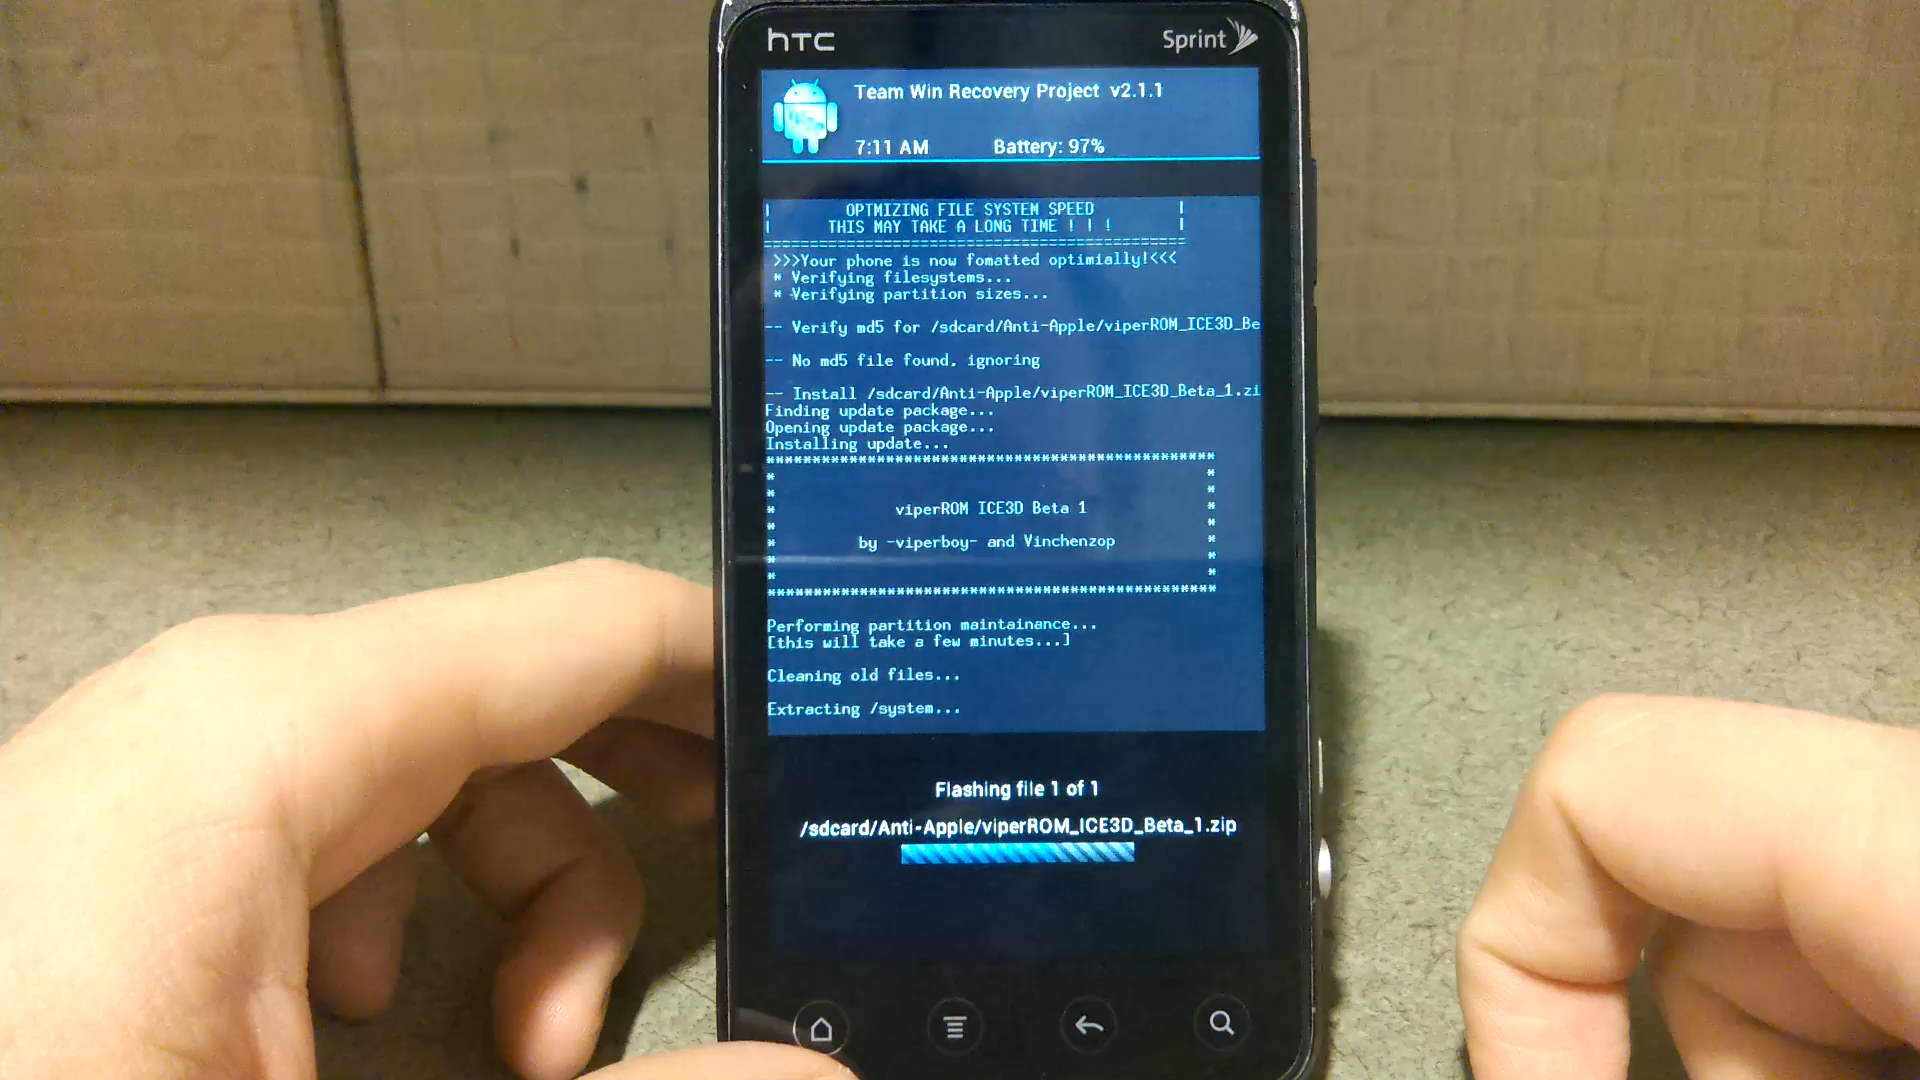 hTC
Sprint
Team Win Recovery Project v2.1.1
7:11 AM Battery: 97%
| OPTMIZING FILE SYSTEM SPEED |
| THIS MAY TAKE A LONG TIME ! ! ! |
==============================================
>>>Your phone is now fomatted optimially!<<<
* Verifying filesystems...
* Verifying partition sizes...
-- Verify md5 for /sdcard/Anti-Apple/viperROM_ICE3D_Be
-- No md5 file found, ignoring
-- Install /sdcard/Anti-Apple/viperROM_ICE3D_Beta_1.zi
Finding update package...
Opening update package...
Installing update...
*************************************************
* *
* *
* viperROM ICE3D Beta 1 *
* *
* by -viperboy- and Vinchenzop *
* *
* *
*************************************************
Performing partition maintainance...
[this will take a few minutes...]
Cleaning old files...
Extracting /system...
Flashing file 1 of 1
/sdcard/Anti-Apple/viperROM_ICE3D_Beta_1.zip